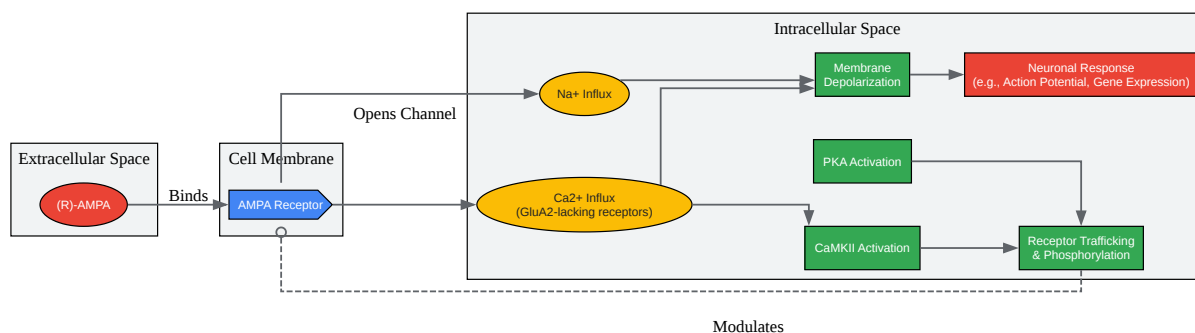 Intracellular Space
Membrane
Depolarization
Neuronal Response
(e.g., Action Potential, Gene Expression)
Na+ Influx
Opens Channel
Extracellular Space
Cell Membrane
PKA Activation
(R)-AMPA
Binds
AMPA Receptor
Ca2+ Influx
(GluA2-lacking receptors)
CaMKII Activation
Receptor Trafficking
& Phosphorylation
Modulates